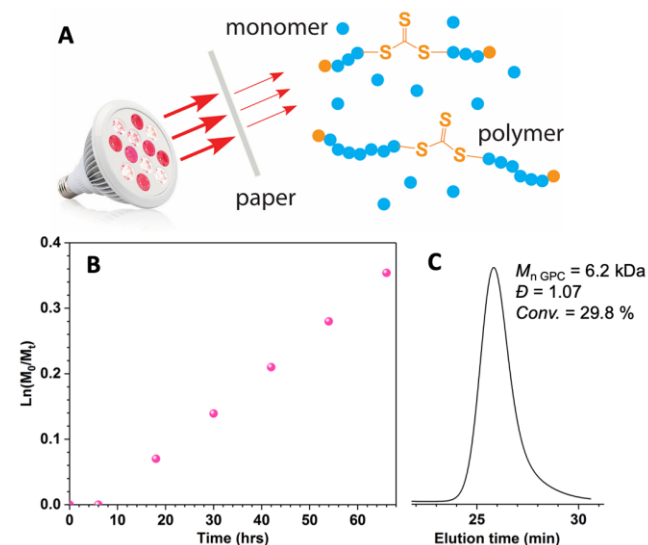 A
monomer
S
S
S
paper
S
S
S
polymer
B
Ln(M₀/Mₜ)
0.4
0.3
0.2
0.1
0.0
0
10
20
30
40
50
60
Time (hrs)
C
Mn GPC = 6.2 kDa
Đ = 1.07
Conv. = 29.8 %
25
30
Elution time (min)